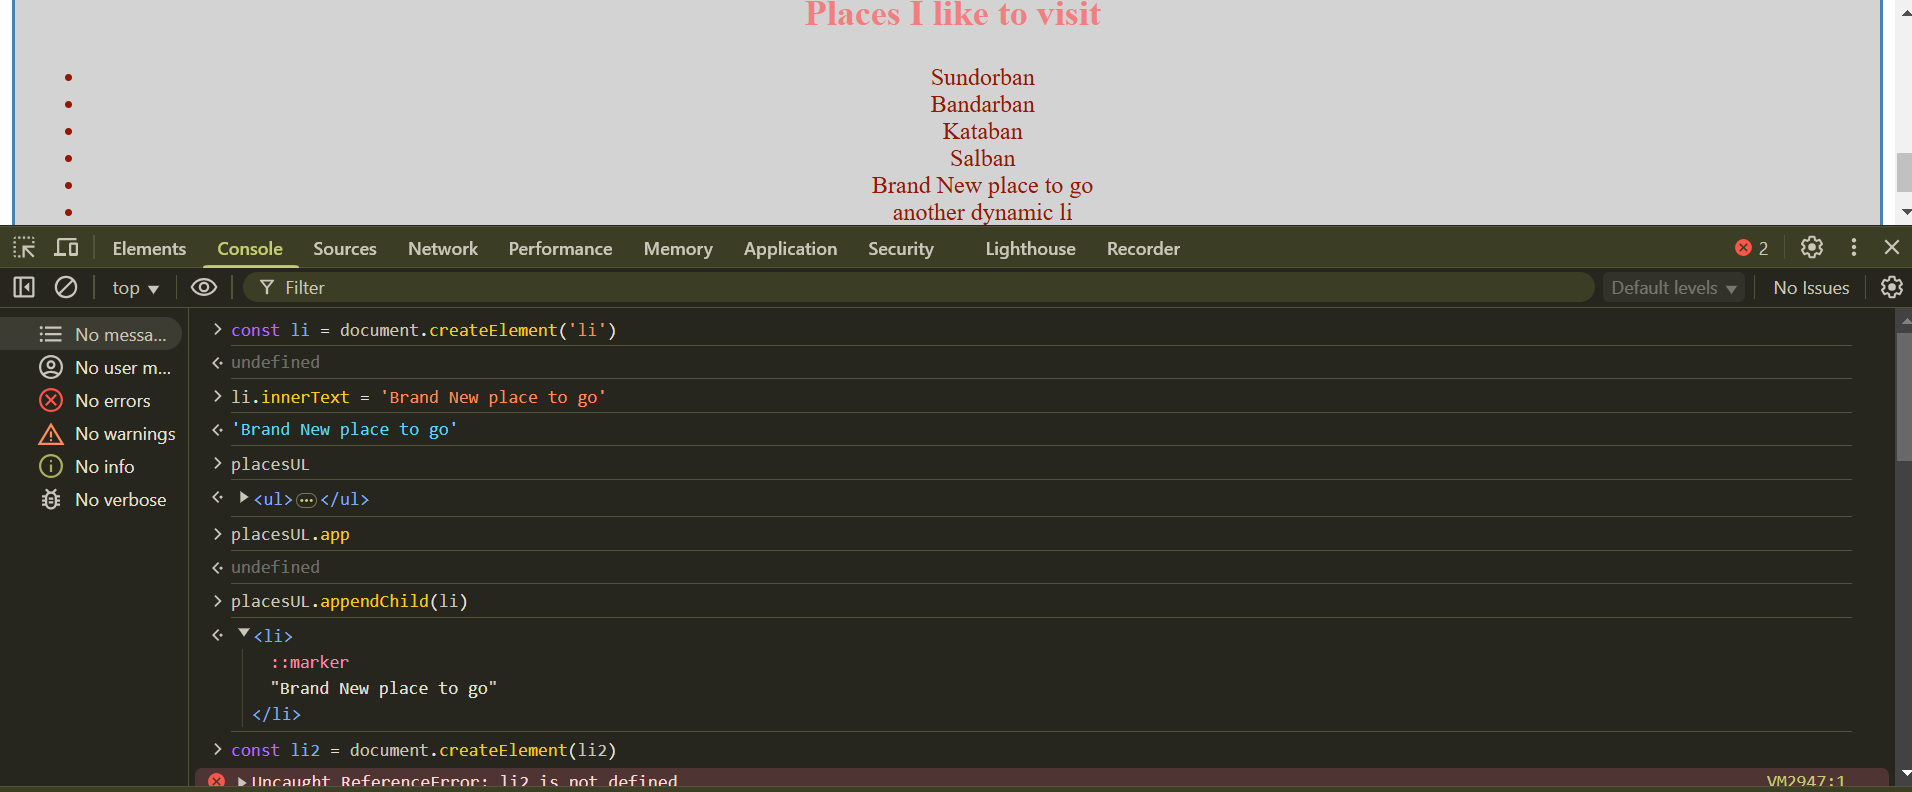 Places I like to visit
Sundorban
Bandarban
Kataban
Salban
Brand New place to go
another dynamic li
Elements Console Sources Network Performance Memory Application Security Lighthouse Recorder 2
top Filter Default levels No Issues
No messa...
No user m...
No errors
No warnings
No info
No verbose
const li = document.createElement('li')
undefined
li.innerText = 'Brand New place to go'
'Brand New place to go'
placesUL
<ul>…</ul>
placesUL.app
undefined
placesUL.appendChild(li)
<li>
::marker
"Brand New place to go"
</li>
const li2 = document.createElement(li2)
Uncaught ReferenceError: li2 is not defined VM2947:1